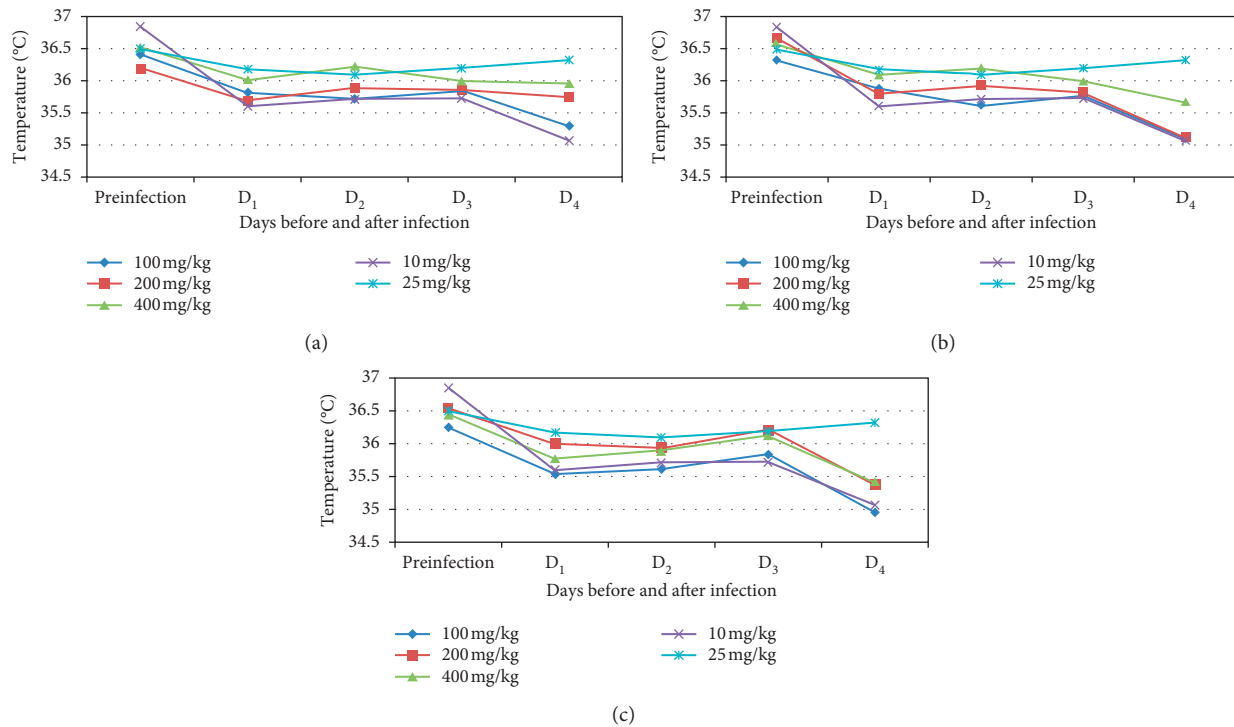 37
36.5
36
35.5
35
34.5
Temperature (°C)
Preinfection D₁ D₂ D₃ D₄
Days before and after infection
100 mg/kg
200 mg/kg
400 mg/kg
10 mg/kg
25 mg/kg
(a)
37
36.5
36
35.5
35
34.5
Temperature (°C)
Preinfection D₁ D₂ D₃ D₄
Days before and after infection
100 mg/kg
200 mg/kg
400 mg/kg
10 mg/kg
25 mg/kg
(b)
37
36.5
36
35.5
35
34.5
Temperature (°C)
Preinfection D₁ D₂ D₃ D₄
Days before and after infection
100 mg/kg
200 mg/kg
400 mg/kg
10 mg/kg
25 mg/kg
(c)